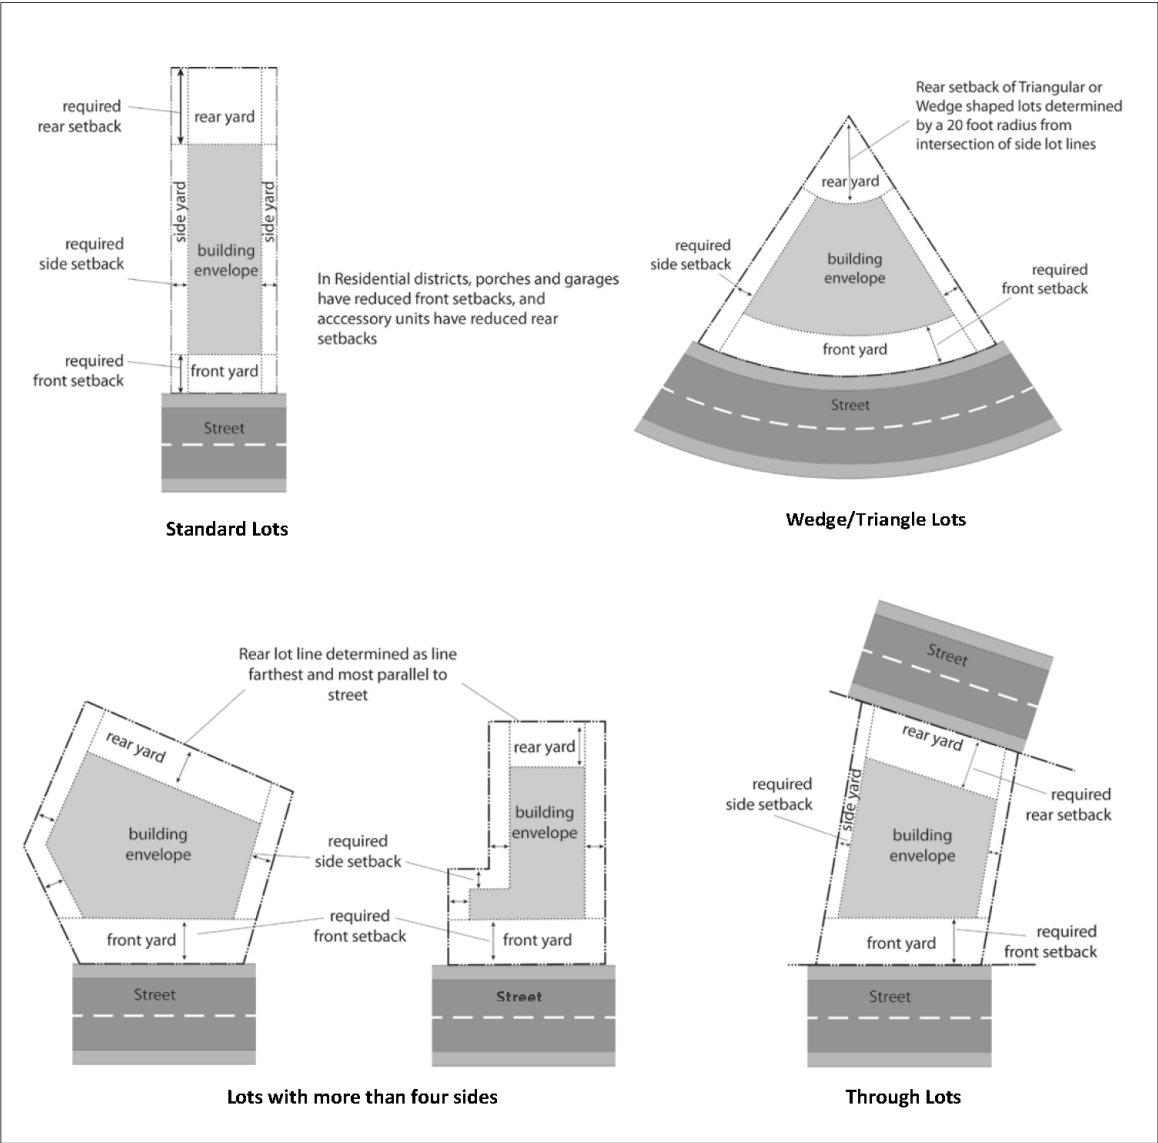 required
rear setback
rear yard
side yard
side yard
required
side setback
building
envelope
required
front setback
front yard
Street
Standard Lots
In Residential districts, porches and garages
have reduced front setbacks, and
acccessory units have reduced rear
setbacks
Rear setback of Triangular or
Wedge shaped lots determined
by a 20 foot radius from
intersection of side lot lines
rear yard
required
side setback
building
envelope
required
front setback
front yard
Street
Wedge/Triangle Lots
Rear lot line determined as line
farthest and most parallel to
street
rear yard
building
envelope
front yard
Street
required
side setback
required
front setback
rear yard
building
envelope
front yard
Street
Lots with more than four sides
Street
rear yard
required
side setback
side yard
required
rear setback
building
envelope
front yard
required
front setback
Street
Through Lots